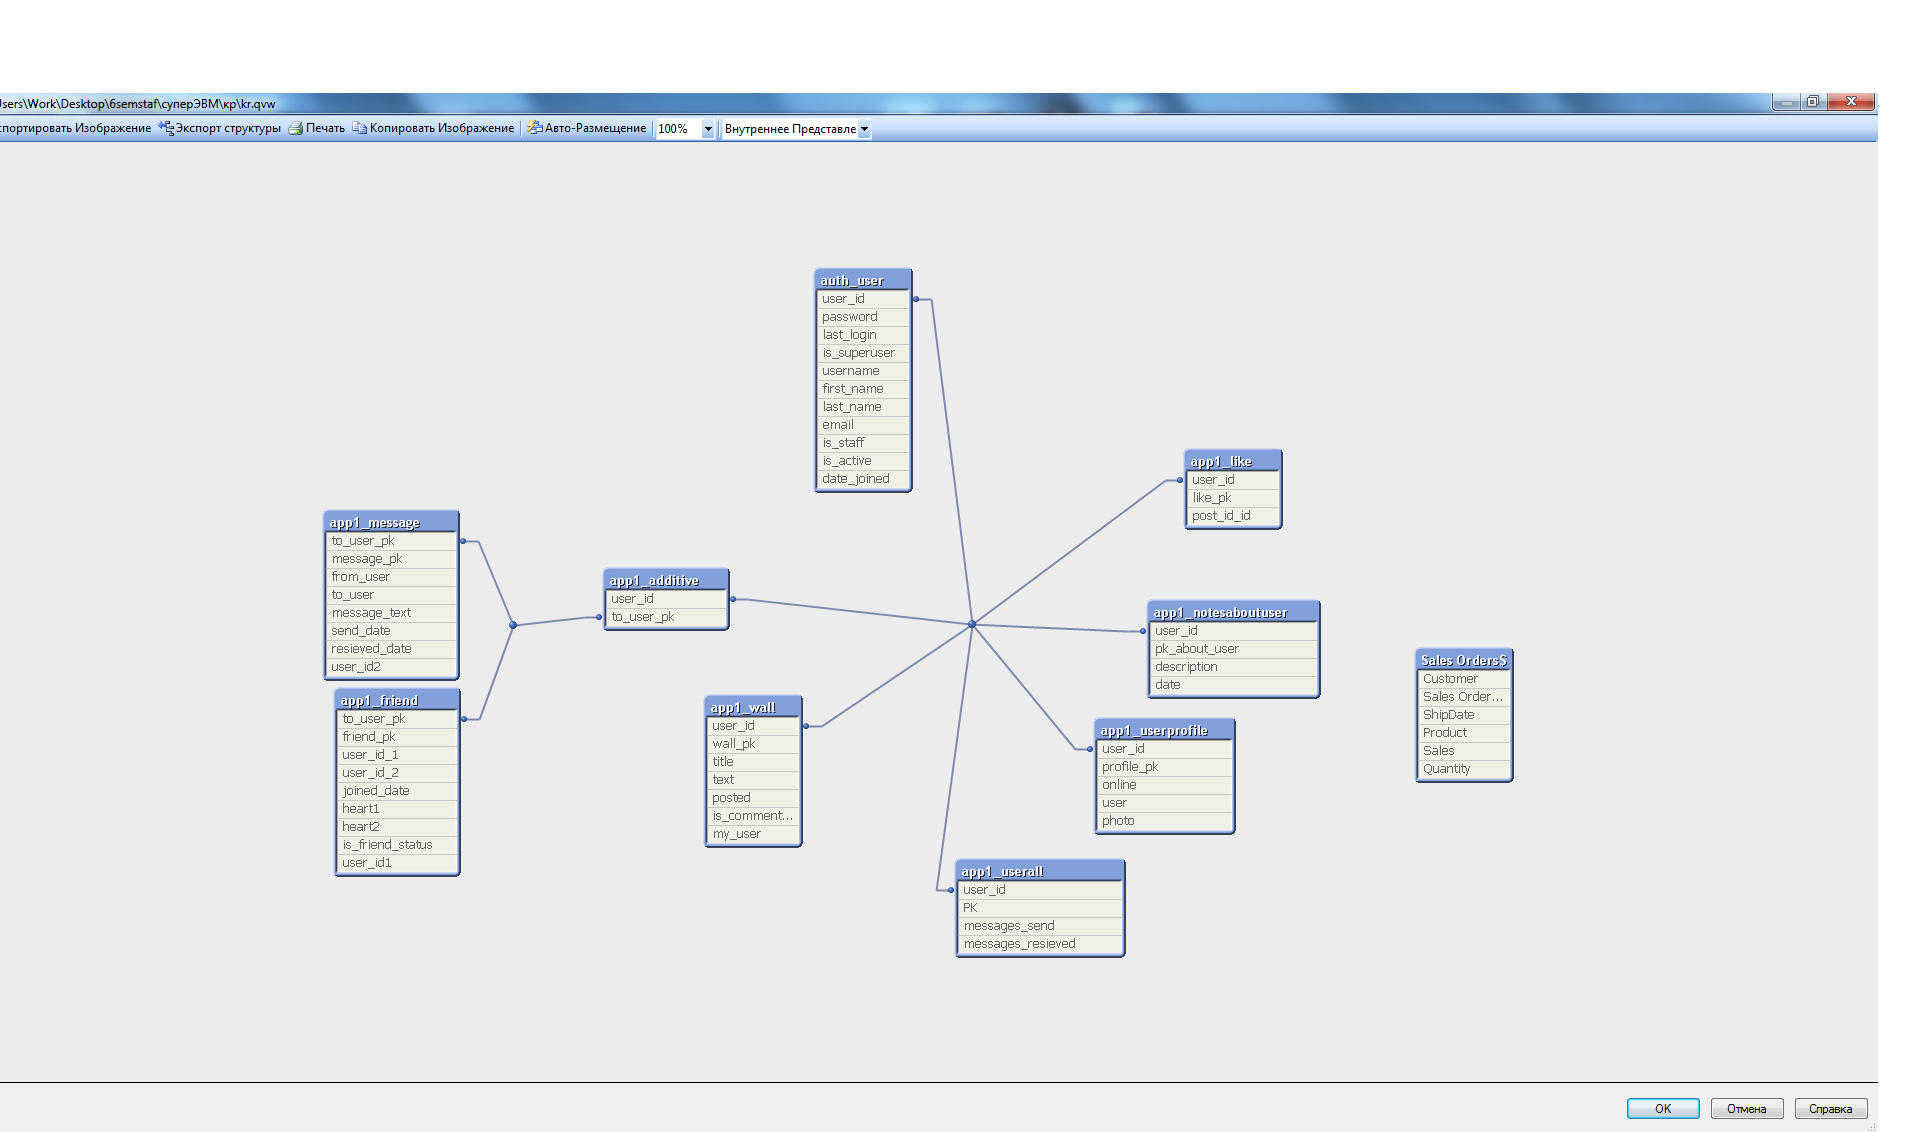 sers\Work\Desktop\6semstaf\суперЭВМ\кр\kr.qvw
спортировать Изображение Экспорт структуры Печать Копировать Изображение Авто-Размещение 100% Внутреннее Представле
auth_user
user_id
password
last_login
is_superuser
username
first_name
last_name
email
is_staff
is_active
date_joined
app1_like
user_id
like_pk
post_id_id
app1_message
to_user_pk
message_pk
from_user
to_user
message_text
send_date
resieved_date
user_id2
app1_additive
user_id
to_user_pk
app1_notesaboutuser
user_id
pk_about_user
description
date
Sales Orders$
Customer
Sales Order...
ShipDate
Product
Sales
Quantity
app1_friend
to_user_pk
friend_pk
user_id_1
user_id_2
joined_date
heart1
heart2
is_friend_status
user_id1
app1_wall
user_id
wall_pk
title
text
posted
is_comment...
my_user
app1_userprofile
user_id
profile_pk
online
user
photo
app1_userall
user_id
PK
messages_send
messages_resieved
OK Отмена Справка